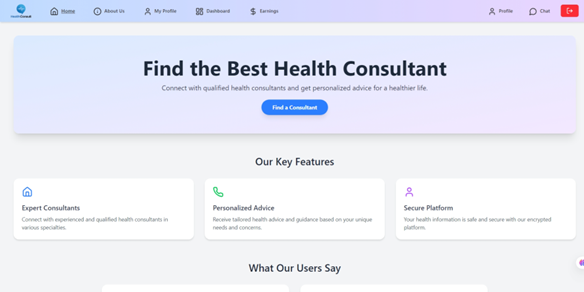 HealthConsult
Home
About Us
My Profile
Dashboard
Earnings
Profile
Chat
Find the Best Health Consultant
Connect with qualified health consultants and get personalized advice for a healthier life.
Find a Consultant
Our Key Features
Expert Consultants
Connect with experienced and qualified health consultants in
various specialties.
Personalized Advice
Receive tailored health advice and guidance based on your unique
needs and concerns.
Secure Platform
Your health information is safe and secure with our encrypted
platform.
What Our Users Say